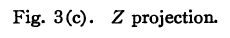 Fig. 3(c). Z projection.